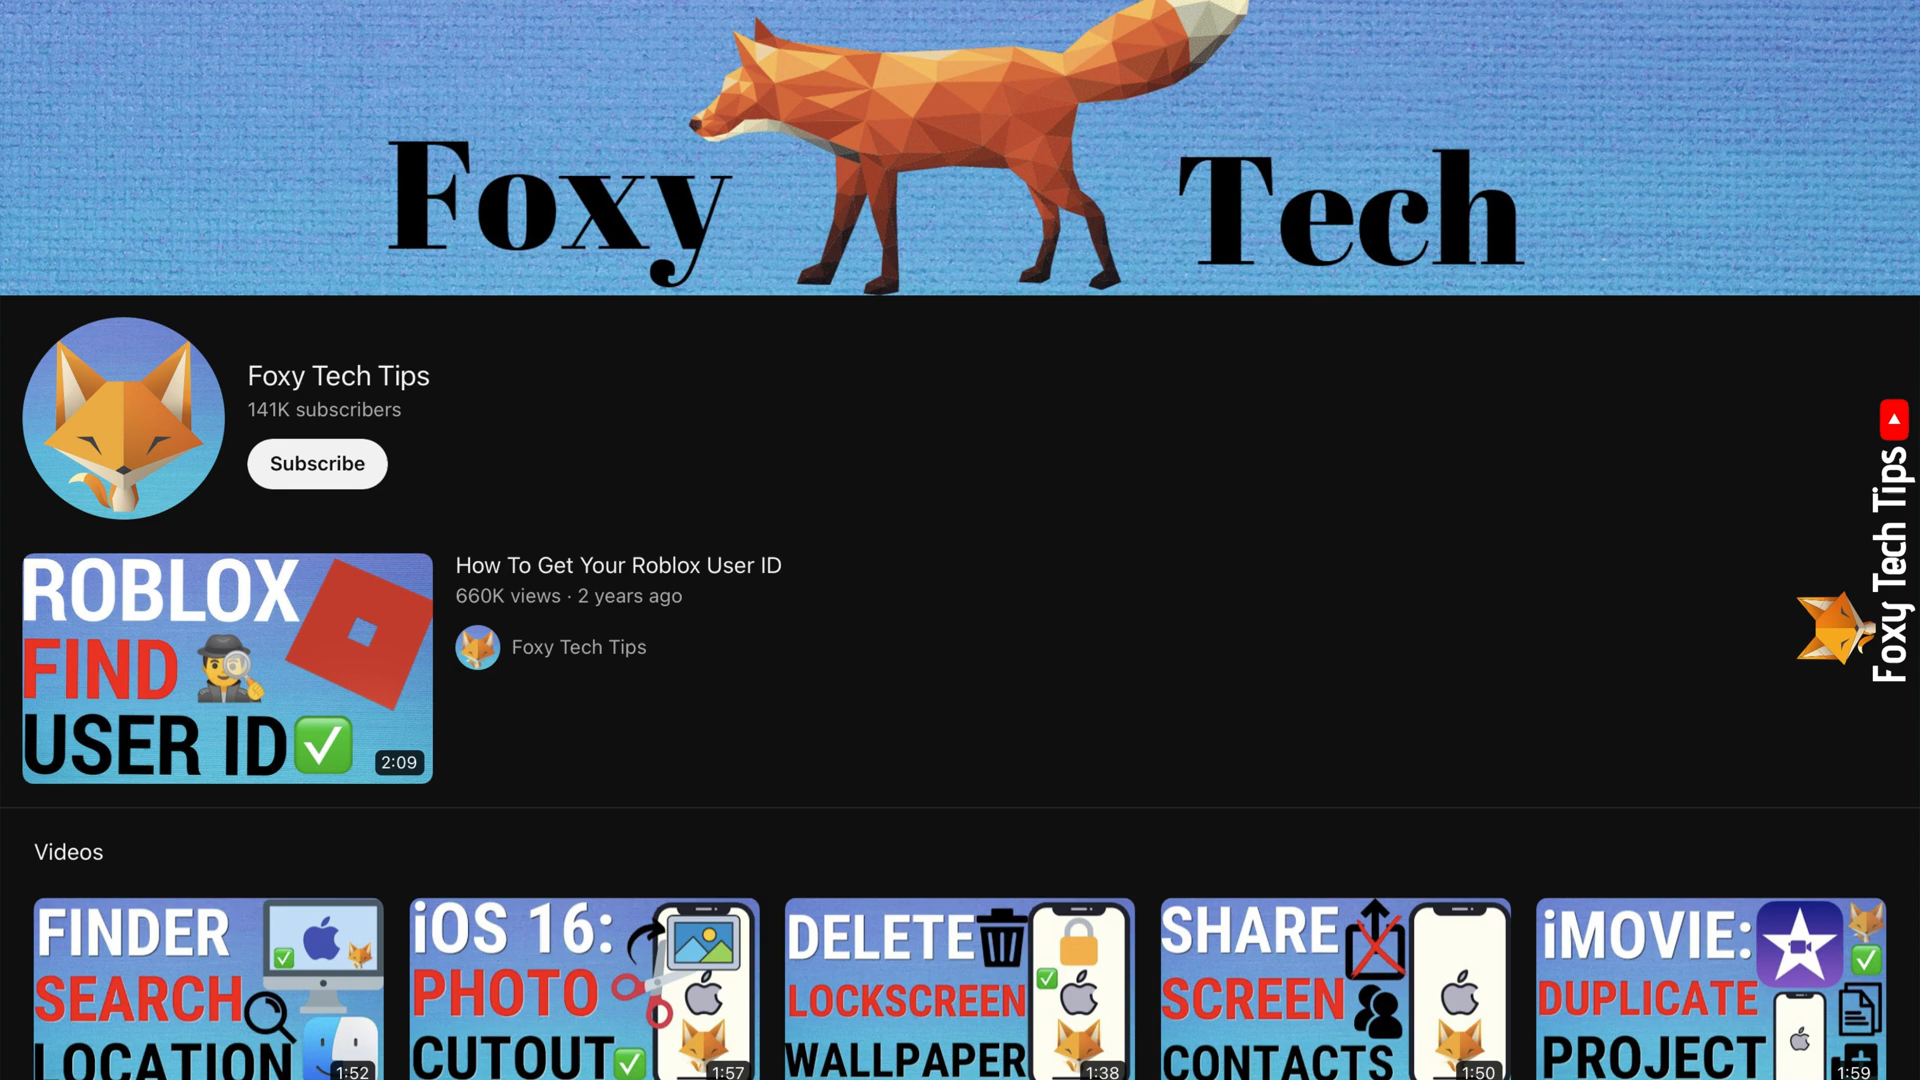 Foxy Tech
Foxy Tech Tips
141K subscribers
Subscribe
ROBLOX
FIND
USER ID
2:09
How To Get Your Roblox User ID
660K views · 2 years ago
Foxy Tech Tips
Foxy Tech Tips
Videos
FINDER
SEARCH
LOCATION
1:52
iOS 16:
PHOTO
CUTOUT
1:57
DELETE
LOCKSCREEN
WALLPAPER
1:38
SHARE
SCREEN
CONTACTS
1:50
iMOVIE:
DUPLICATE
PROJECT
1:59